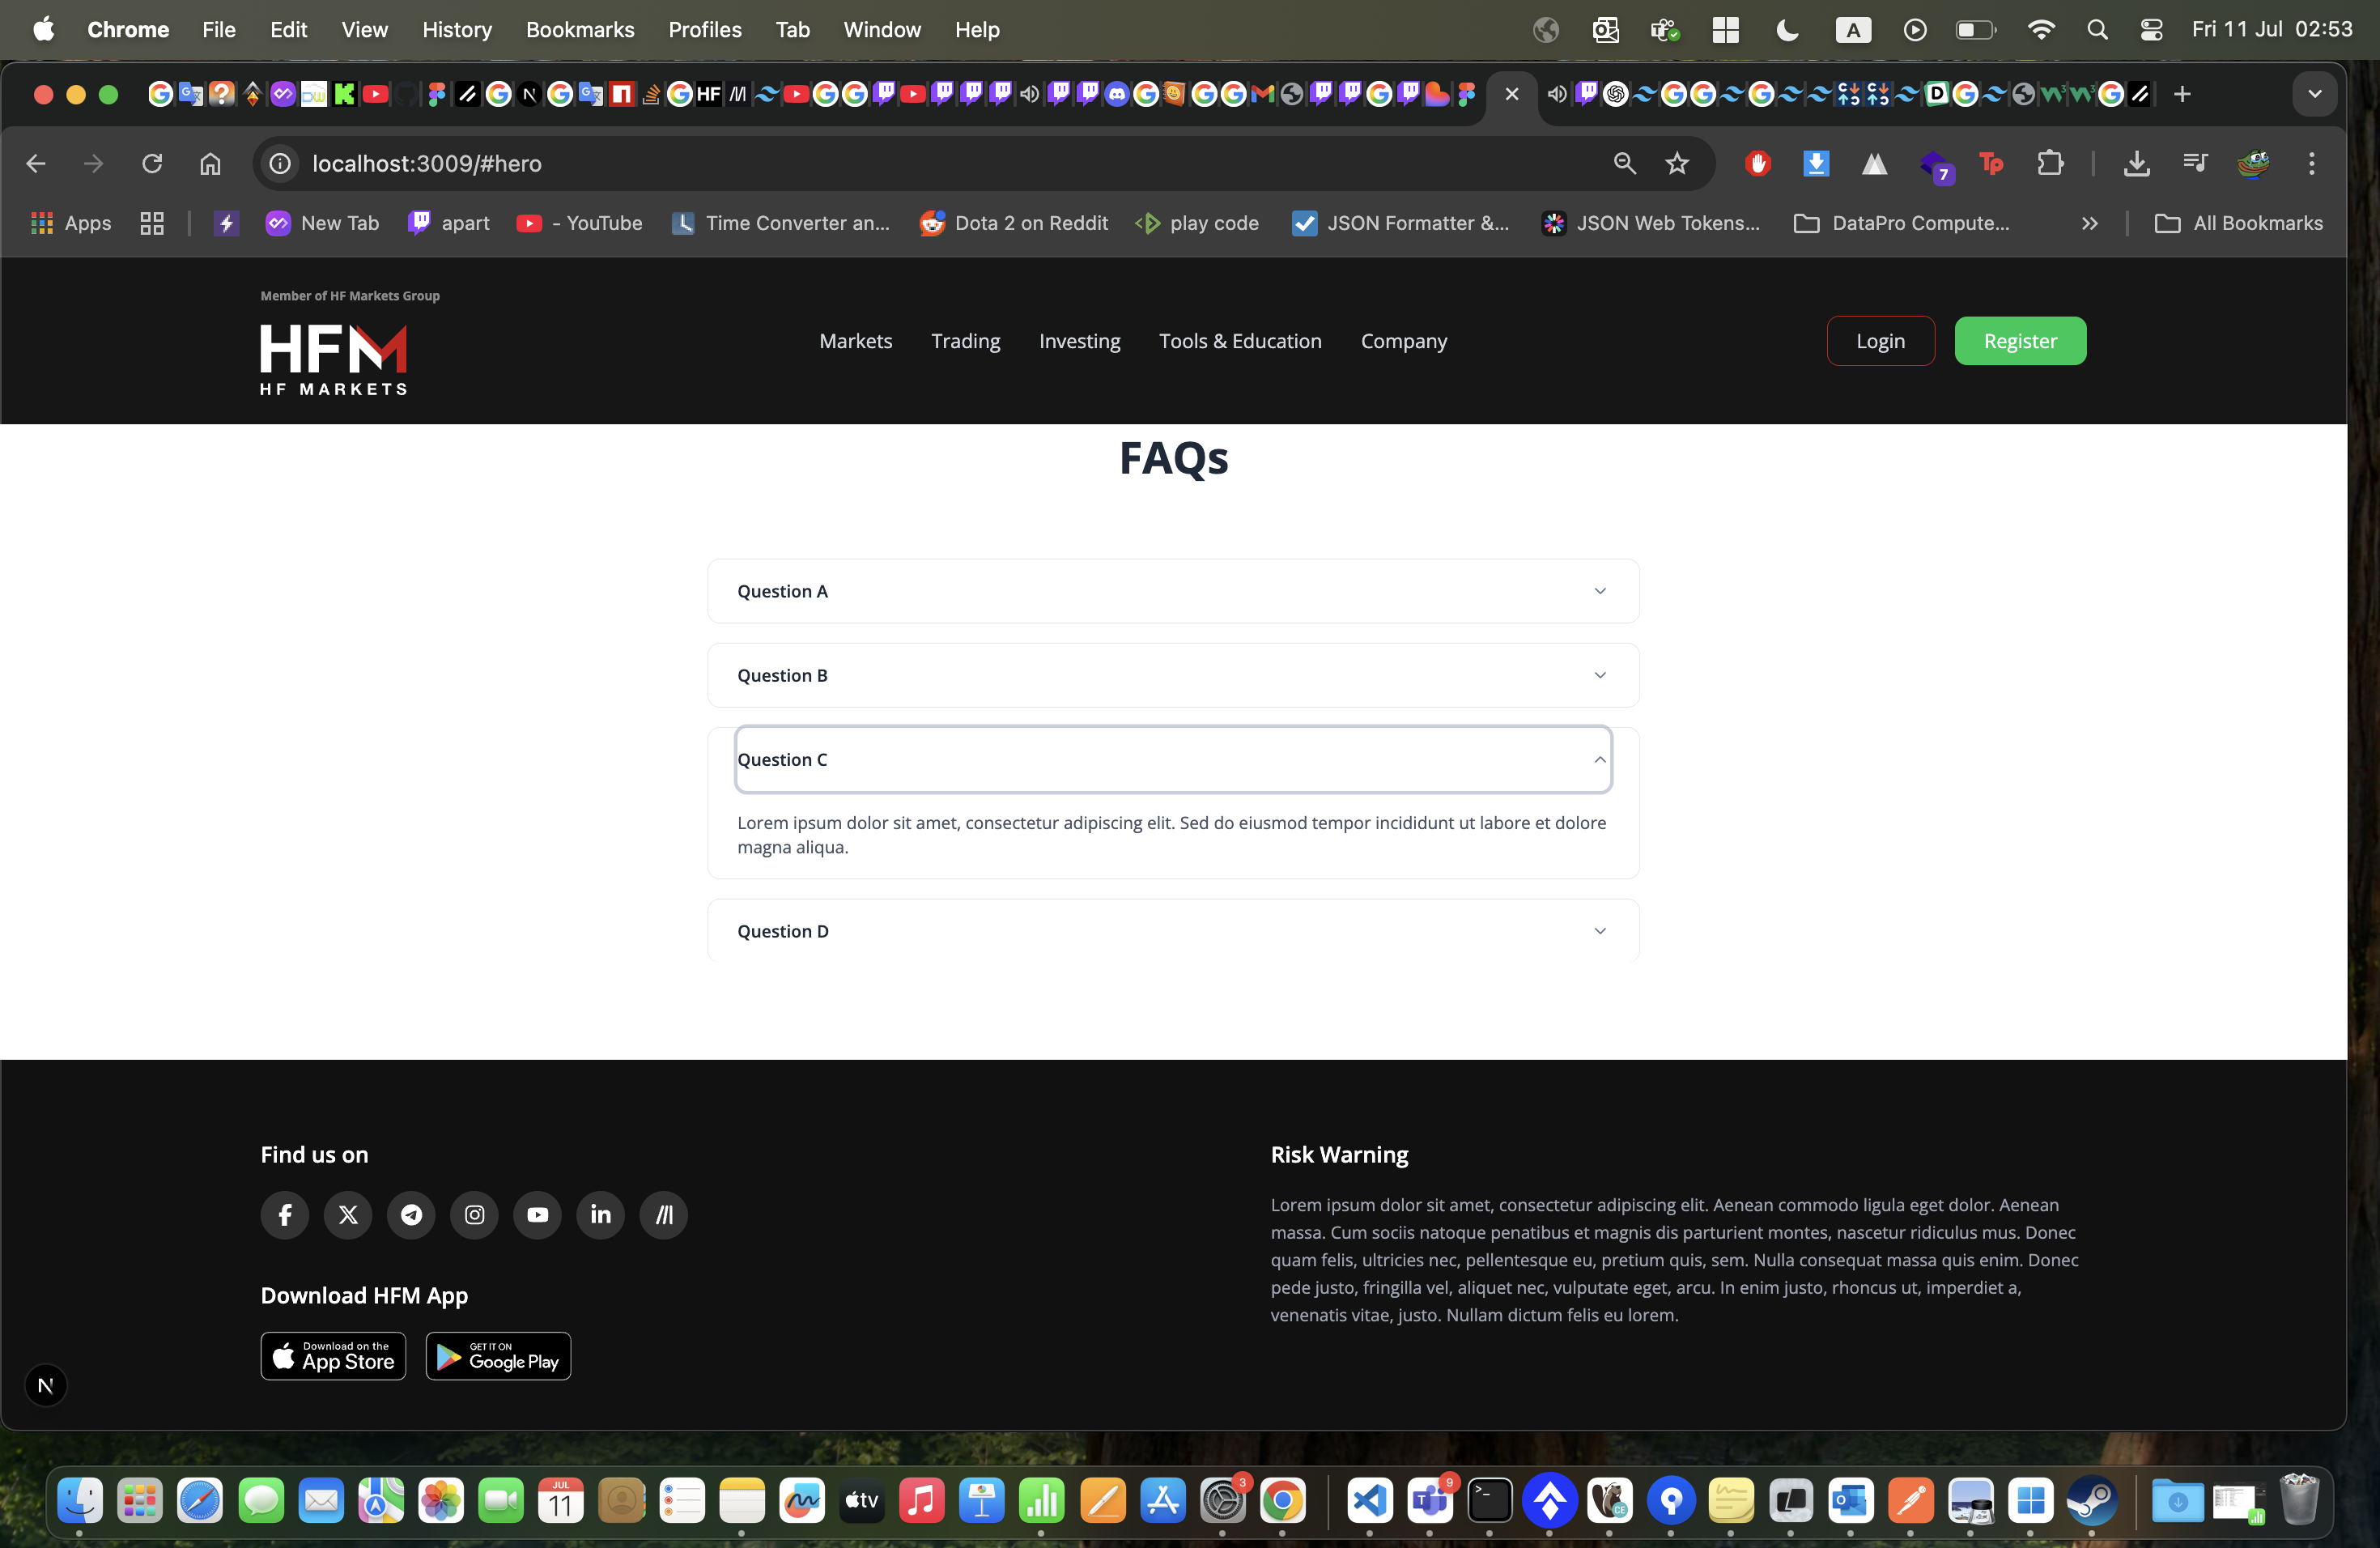 Chrome File Edit View History Bookmarks Profiles Tab Window Help
A
Fri 11 Jul 02:53
localhost:3009/#hero
7
Apps
New Tab
apart
- YouTube
Time Converter an...
Dota 2 on Reddit
play code
JSON Formatter &...
JSON Web Tokens...
DataPro Compute...
All Bookmarks
Member of HF Markets Group
HFM
HF MARKETS
Markets
Trading
Investing
Tools & Education
Company
Login
Register
FAQs
Question A
Question B
Question C
Lorem ipsum dolor sit amet, consectetur adipiscing elit. Sed do eiusmod tempor incididunt ut labore et dolore
magna aliqua.
Question D
Find us on
Download HFM App
Download on the
App Store
GET IT ON
Google Play
N
Risk Warning
Lorem ipsum dolor sit amet, consectetur adipiscing elit. Aenean commodo ligula eget dolor. Aenean
massa. Cum sociis natoque penatibus et magnis dis parturient montes, nascetur ridiculus mus. Donec
quam felis, ultricies nec, pellentesque eu, pretium quis, sem. Nulla consequat massa quis enim. Donec
pede justo, fringilla vel, aliquet nec, vulputate eget, arcu. In enim justo, rhoncus ut, imperdiet a,
venenatis vitae, justo. Nullam dictum felis eu lorem.
JUL
11
tv
3
9